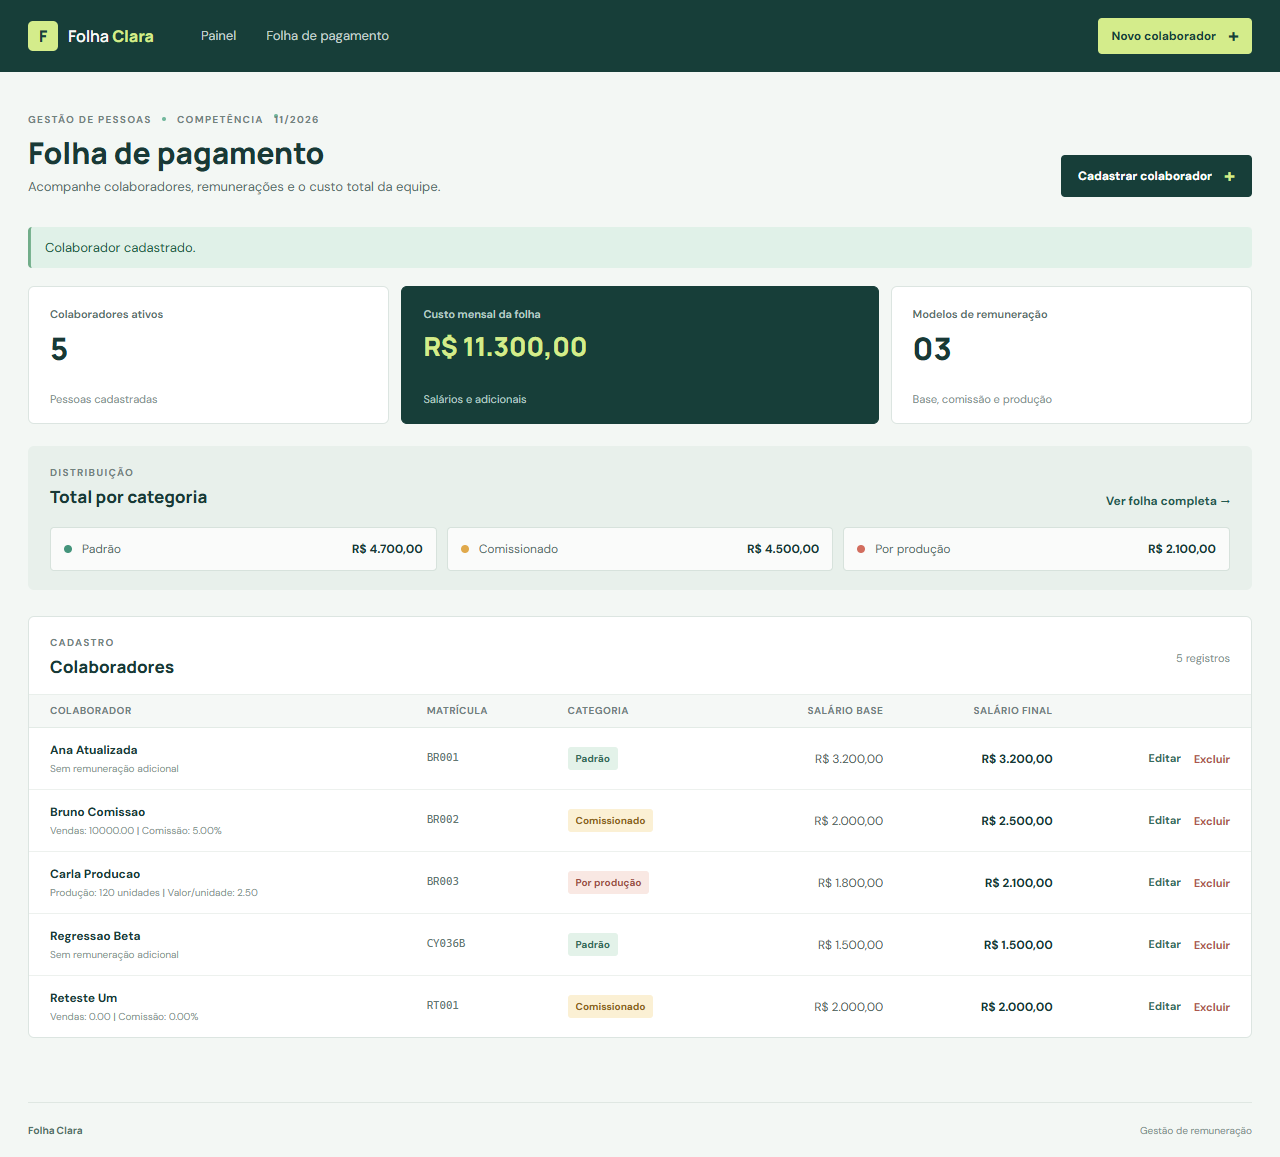 F Folha Clara Painel Folha de pagamento Novo colaborador +
GESTÃO DE PESSOAS • COMPETÊNCIA 11/2026
Folha de pagamento
Acompanhe colaboradores, remunerações e o custo total da equipe.
Cadastrar colaborador +
Colaborador cadastrado.
Colaboradores ativos
5
Pessoas cadastradas
Custo mensal da folha
R$ 11.300,00
Salários e adicionais
Modelos de remuneração
03
Base, comissão e produção
DISTRIBUIÇÃO
Total por categoria
Ver folha completa →
Padrão R$ 4.700,00
Comissionado R$ 4.500,00
Por produção R$ 2.100,00
CADASTRO
Colaboradores
5 registros
COLABORADOR MATRÍCULA CATEGORIA SALÁRIO BASE SALÁRIO FINAL
Ana Atualizada BR001 Padrão R$ 3.200,00 R$ 3.200,00 Editar Excluir
Sem remuneração adicional
Bruno Comissao BR002 Comissionado R$ 2.000,00 R$ 2.500,00 Editar Excluir
Vendas: 10000.00 | Comissão: 5.00%
Carla Producao BR003 Por produção R$ 1.800,00 R$ 2.100,00 Editar Excluir
Produção: 120 unidades | Valor/unidade: 2.50
Regressao Beta CY036B Padrão R$ 1.500,00 R$ 1.500,00 Editar Excluir
Sem remuneração adicional
Reteste Um RT001 Comissionado R$ 2.000,00 R$ 2.000,00 Editar Excluir
Vendas: 0.00 | Comissão: 0.00%
Folha Clara
Gestão de remuneração